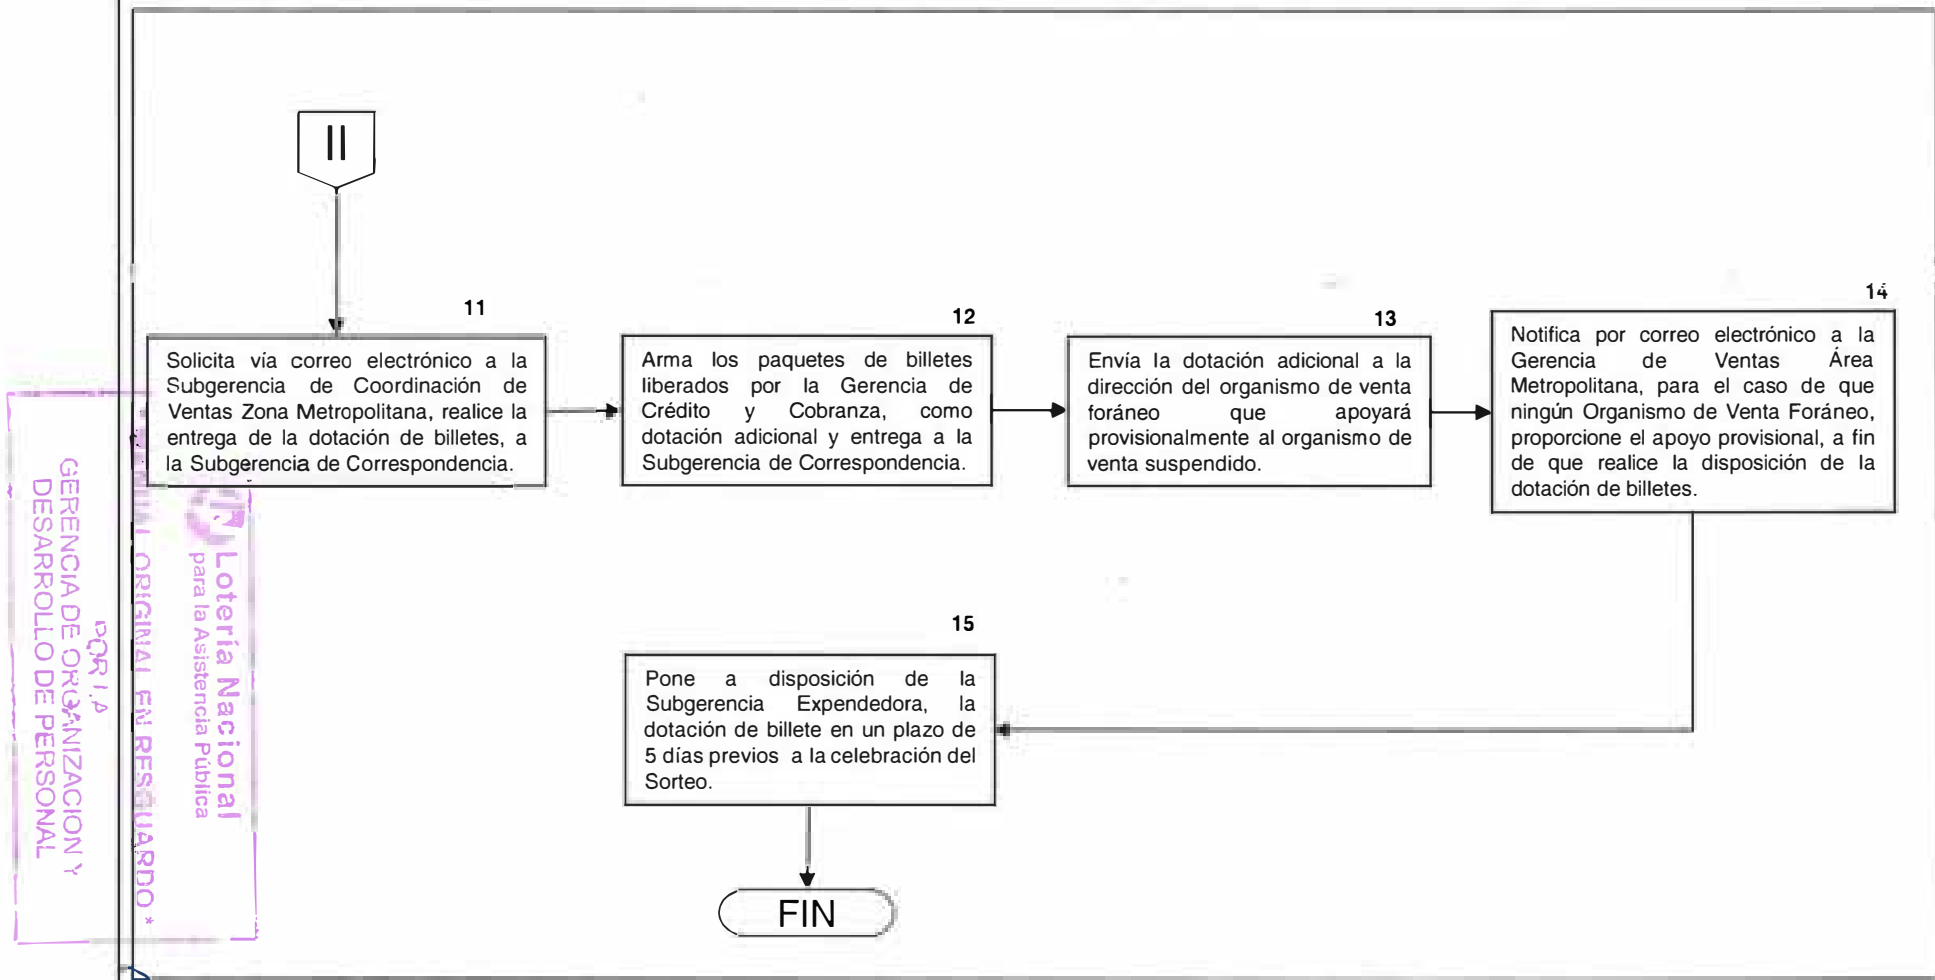 II
11
Solicita vía correo electrónico a la
Subgerencia de Coordinación de
Ventas Zona Metropolitana, realice la
entrega de la dotación de billetes, a
la Subgerencia de Correspondencia.
12
Arma los paquetes de billetes
liberados por la Gerencia de
Crédito y Cobranza, como
dotación adicional y entrega a la
Subgerencia de Correspondencia.
13
Envía la dotación adicional a la
dirección del organismo de venta
foráneo que apoyará
provisionalmente al organismo de
venta suspendido.
14
Notifica por correo electrónico a la
Gerencia de Ventas Área
Metropolitana, para el caso de que
ningún Organismo de Venta Foráneo,
proporcione el apoyo provisional, a fin
de que realice la disposición de la
dotación de billetes.
15
Pone a disposición de la
Subgerencia Expendedora, la
dotación de billete en un plazo de
5 días previos a la celebración del
Sorteo.
FIN
Lotería Nacional
para la Asistencia Pública
ORIGINAL EN RESGUARDO *
GERENCIA DE ORGANIZACION Y
DESARROLLO DE PERSONAL